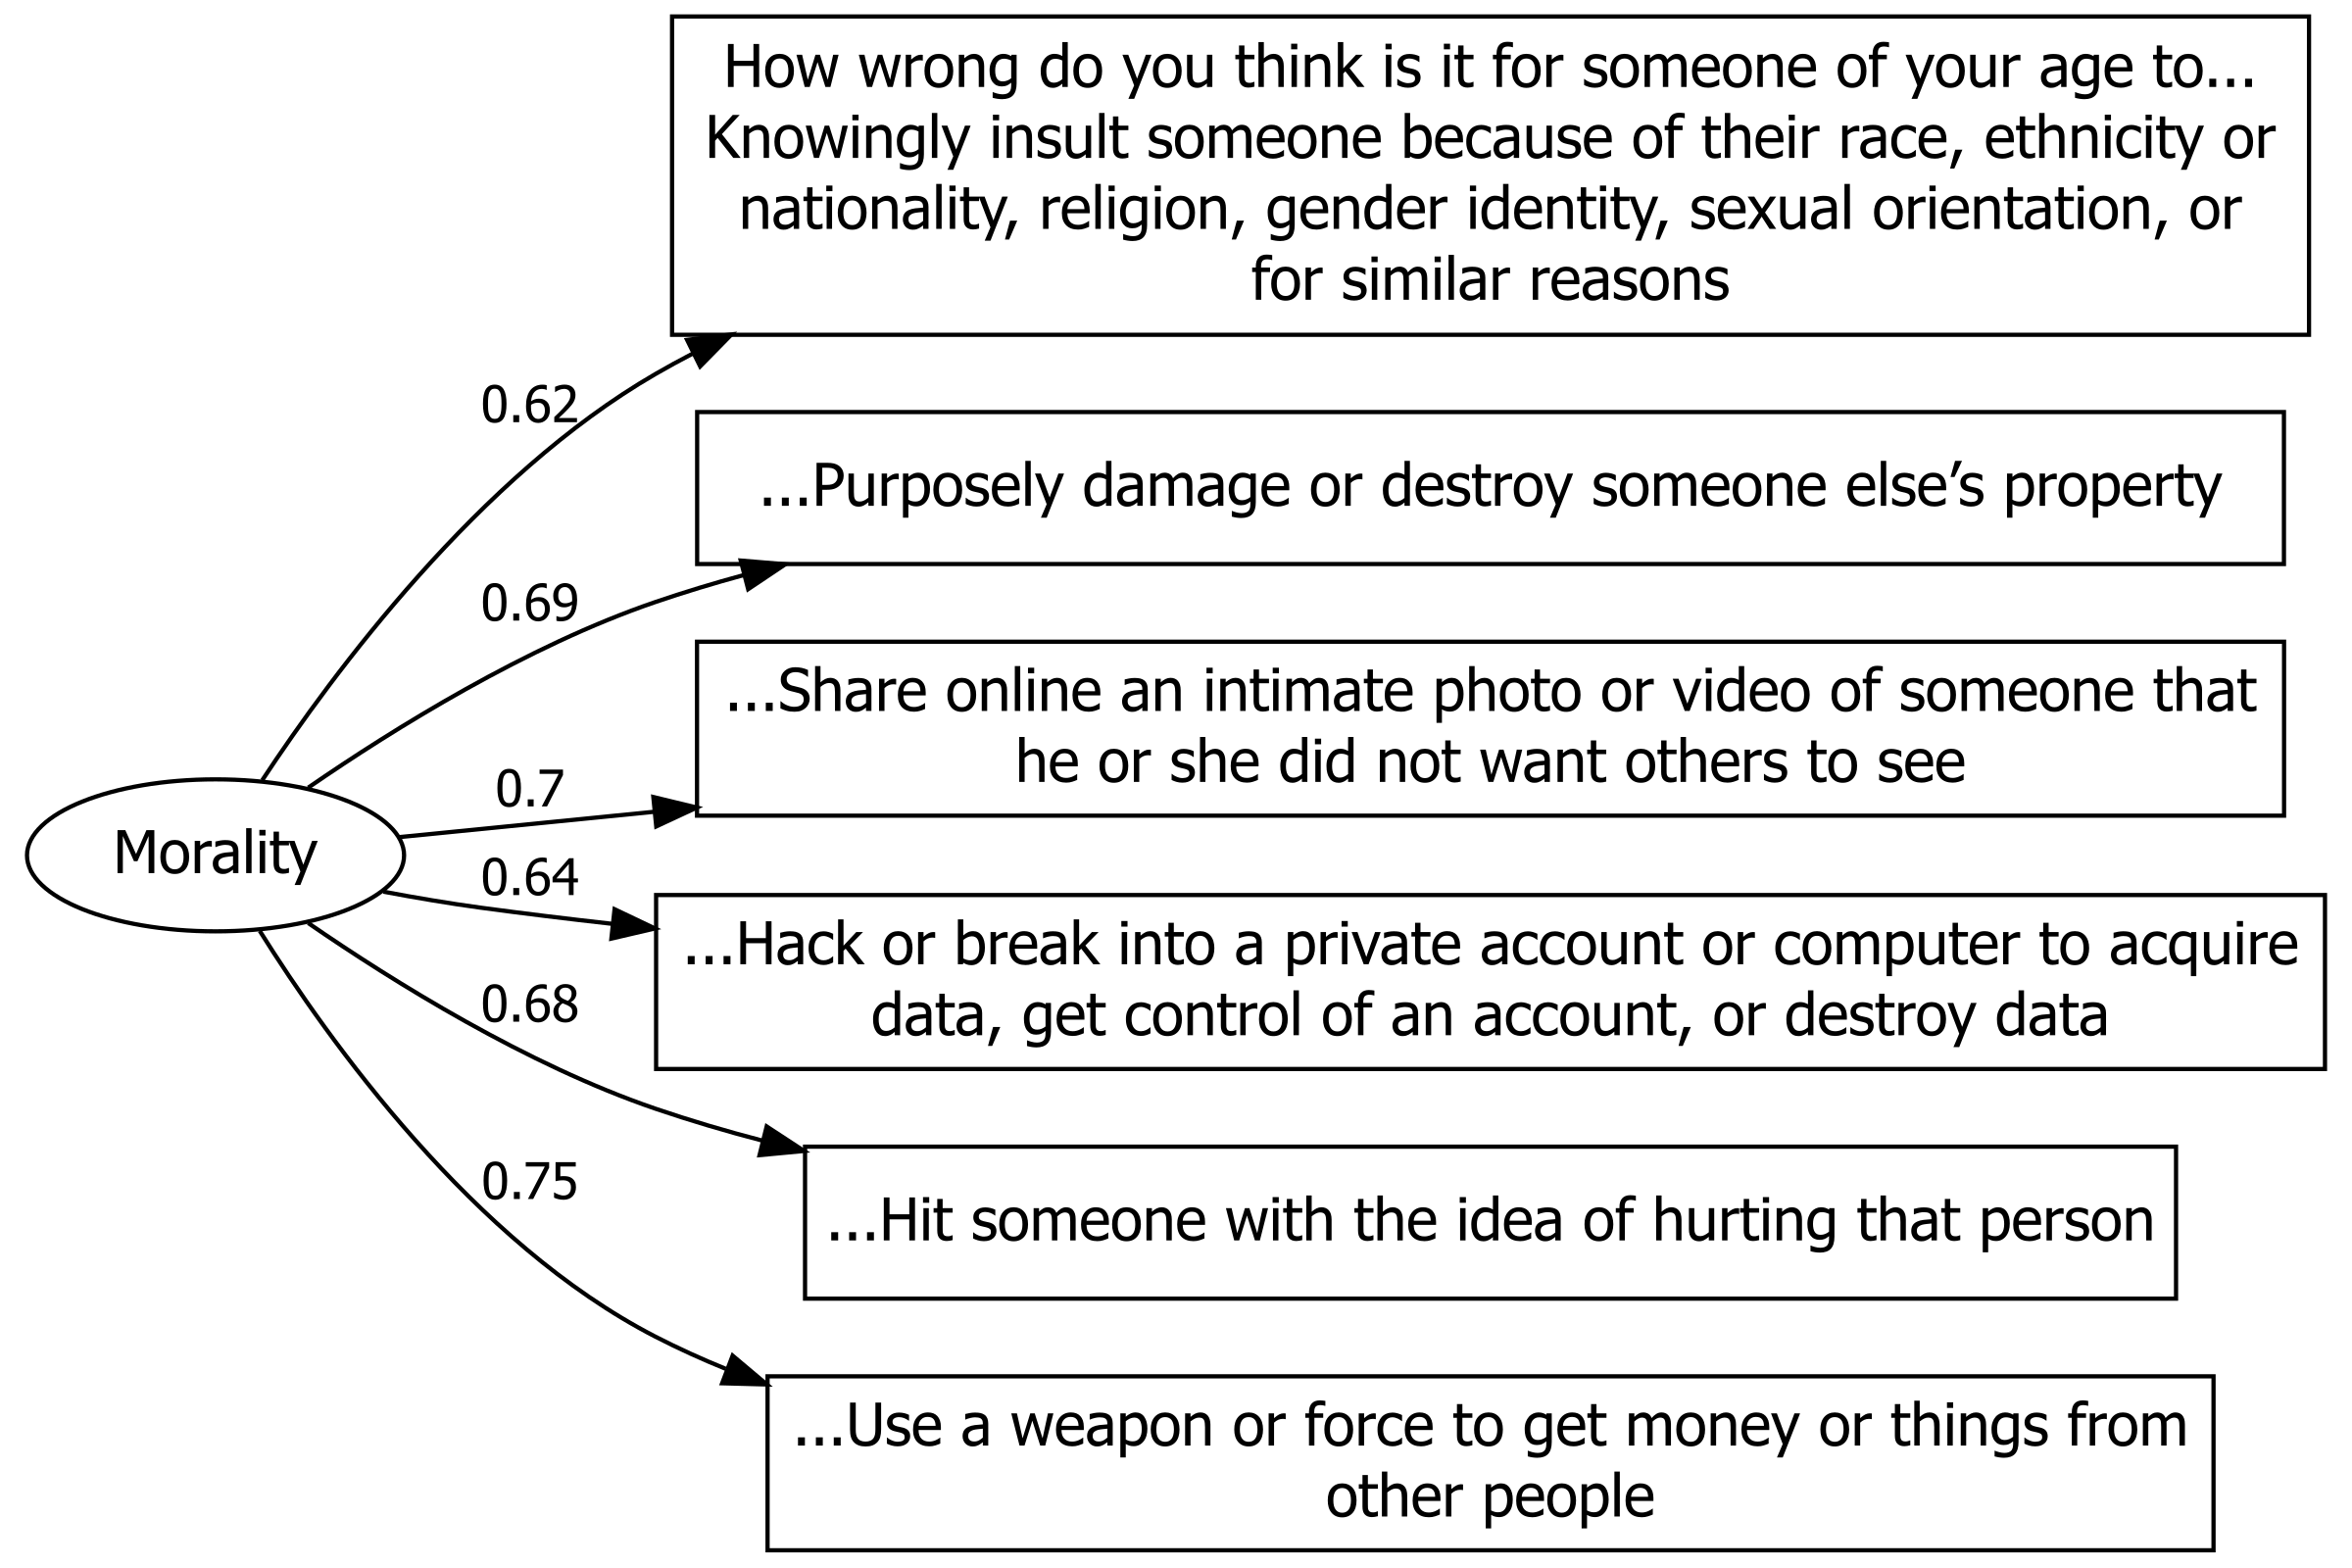 How wrong do you think is it for someone of your age to...
Knowingly insult someone because of their race, ethnicity or
nationality, religion, gender identity, sexual orientation, or
for similar reasons
0.62
...Purposely damage or destroy someone else’s property
0.69
...Share online an intimate photo or video of someone that
he or she did not want others to see
0.7
Morality
0.64
...Hack or break into a private account or computer to acquire
data, get control of an account, or destroy data
0.68
...Hit someone with the idea of hurting that person
0.75
...Use a weapon or force to get money or things from
other people